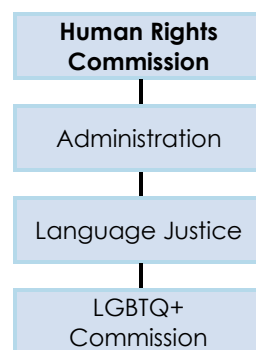 Human Rights
Commission
Administration
Language Justice
LGBTQ+
Commission